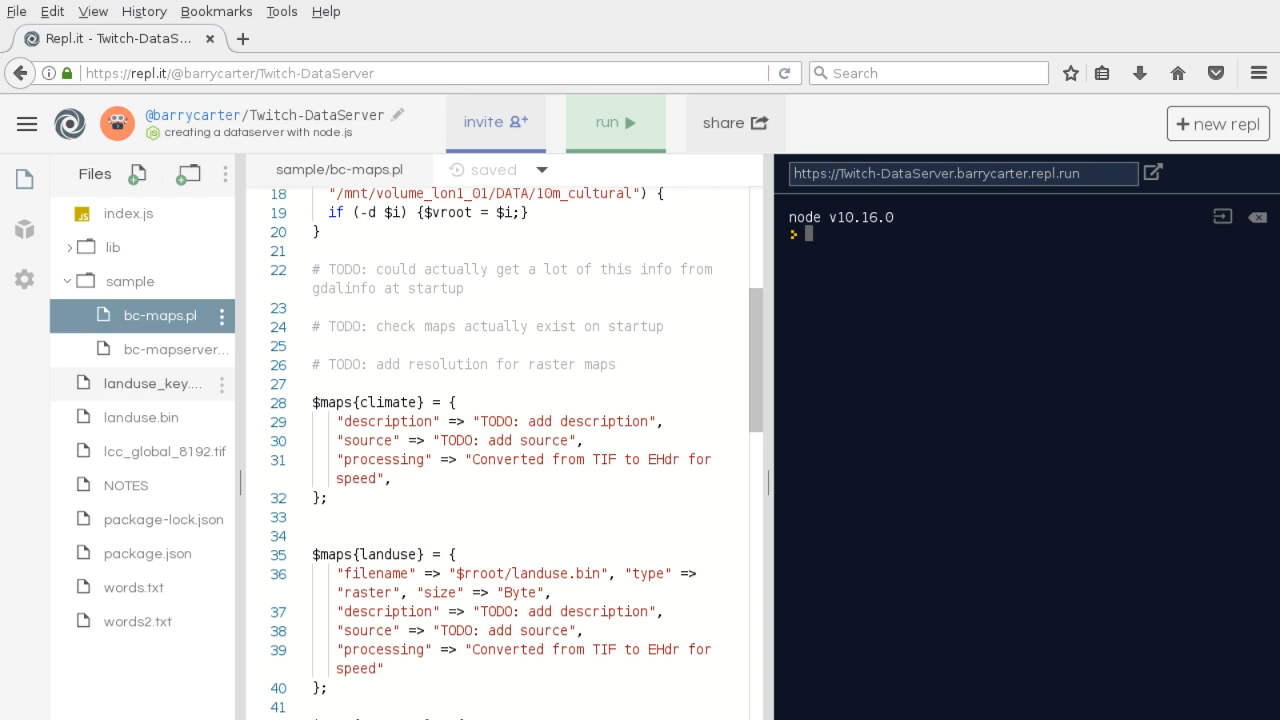 File Edit View History Bookmarks Tools Help
Repl.it - Twitch-DataS...
https://repl.it/@barrycarter/Twitch-DataServer
Search
@barrycarter/Twitch-DataServer
creating a dataserver with node.js
invite
run
share
+ new repl
Files
index.js
lib
sample
bc-maps.pl
bc-mapserver...
landuse_key....
landuse.bin
lcc_global_8192.tif
NOTES
package-lock.json
package.json
words.txt
words2.txt
sample/bc-maps.pl
saved
18 "/mnt/volume_lon1_01/DATA/10m_cultural") {
19 if (-d $i) {$vroot = $i;}
20 }
21
22 # TODO: could actually get a lot of this info from
gdalinfo at startup
23
24 # TODO: check maps actually exist on startup
25
26 # TODO: add resolution for raster maps
27
28 $maps{climate} = {
29 "description" => "TODO: add description",
30 "source" => "TODO: add source",
31 "processing" => "Converted from TIF to EHdr for
speed",
32 };
33
34
35 $maps{landuse} = {
36 "filename" => "$rroot/landuse.bin", "type" =>
"raster", "size" => "Byte",
37 "description" => "TODO: add description",
38 "source" => "TODO: add source",
39 "processing" => "Converted from TIF to EHdr for
speed"
40 };
41
https://Twitch-DataServer.barrycarter.repl.run
node v10.16.0